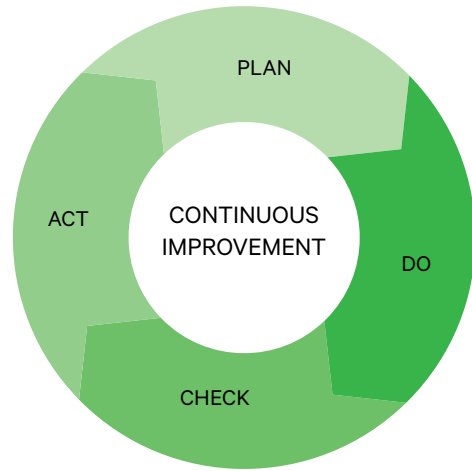 PLAN
ACT
CONTINUOUS
IMPROVEMENT
DO
CHECK